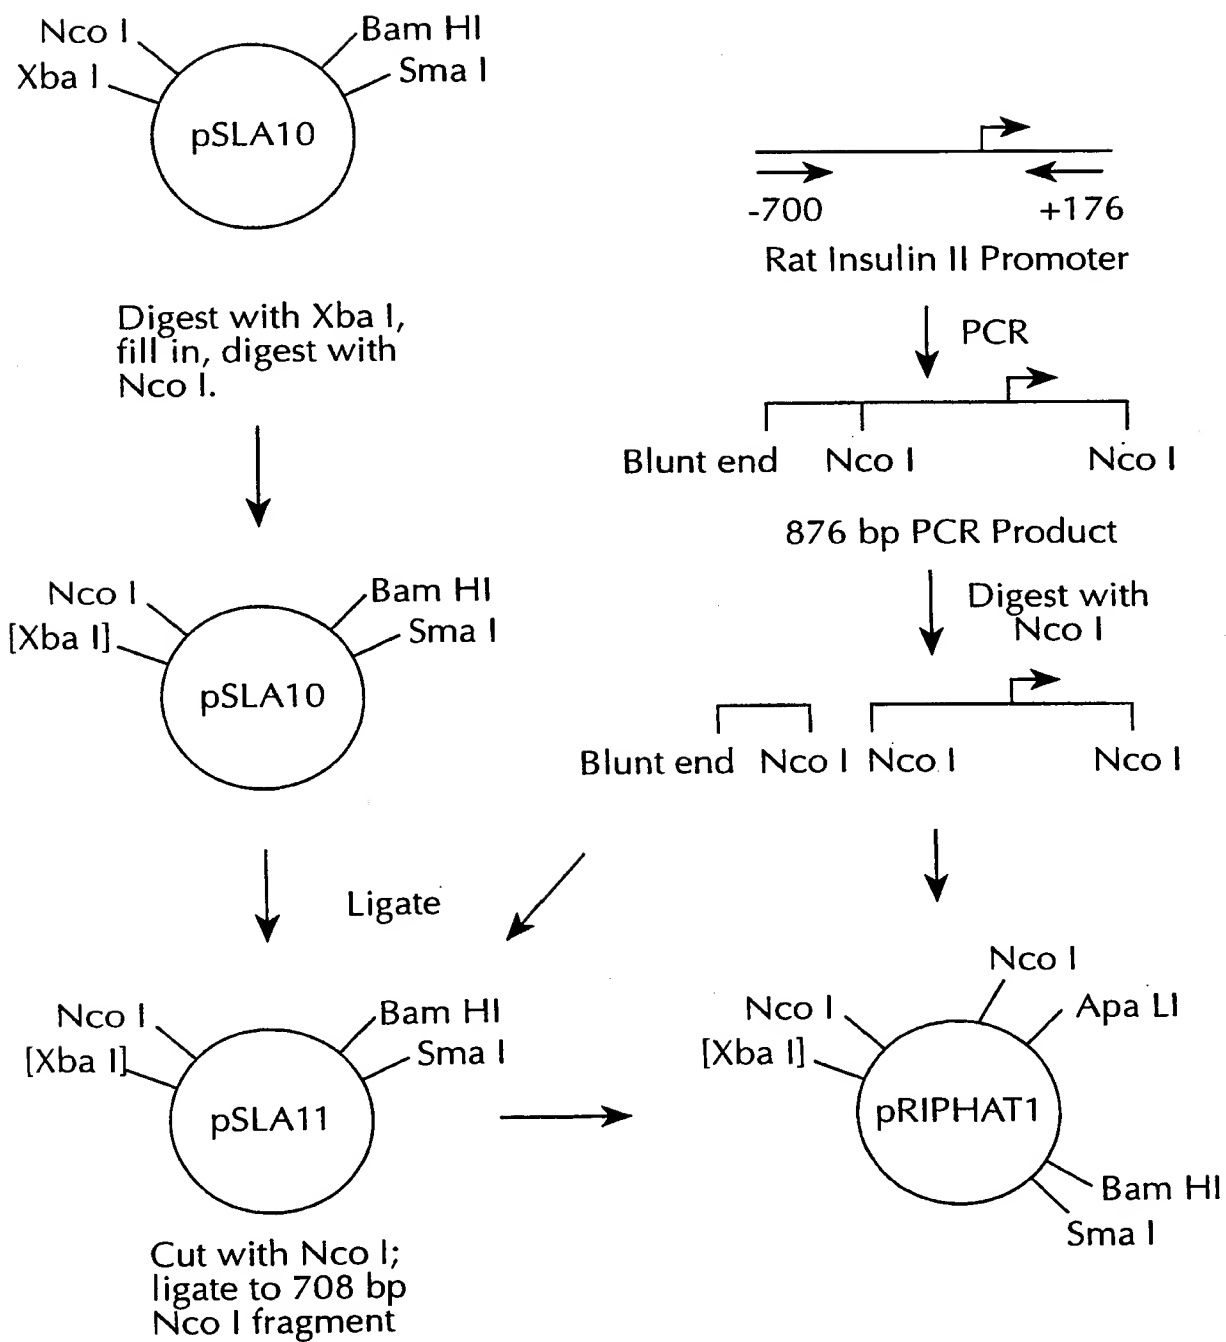 Nco I
Bam HI
Xba I
Sma I
pSLA10
-700
+176
Rat Insulin II Promoter
Digest with Xba I,
fill in, digest with
Nco I.
PCR
Blunt end
Nco I
Nco I
876 bp PCR Product
Digest with
Nco I
Nco I
Bam HI
[Xba I]
Sma I
pSLA10
Blunt end
Nco I
Nco I
Nco I
Ligate
Nco I
Bam HI
[Xba I]
Sma I
pSLA11
Nco I
Nco I
Apa LI
[Xba I]
pRIPHAT1
Bam HI
Sma I
Cut with Nco I;
ligate to 708 bp
Nco I fragment